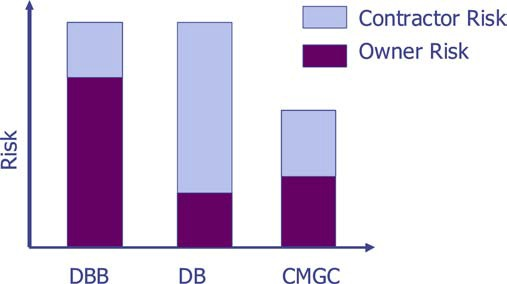 Contractor Risk
Owner Risk
Risk
DBB
DB
CMGC